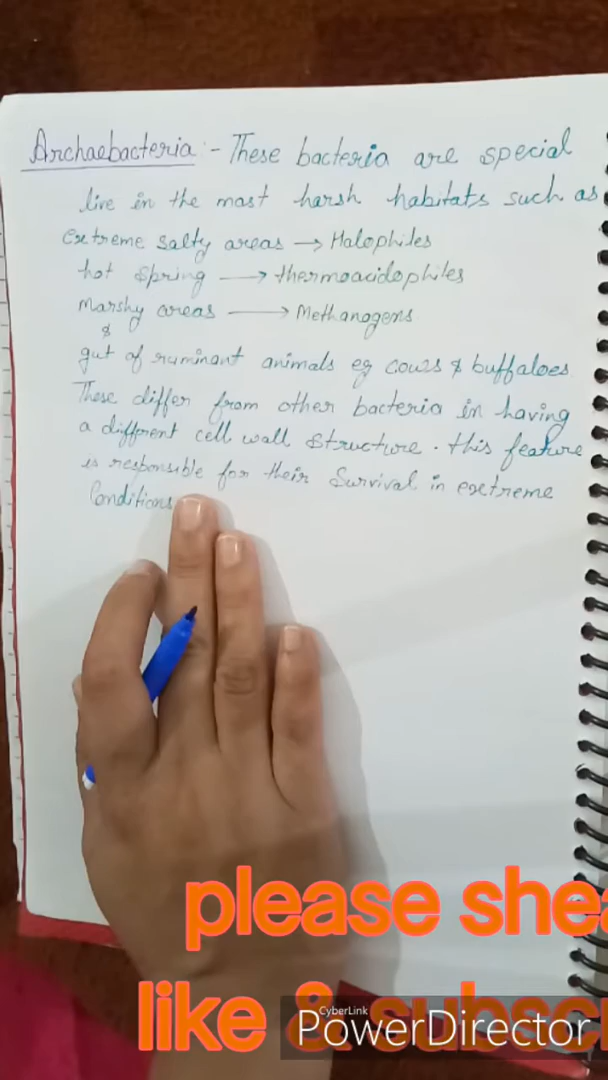 Archaebacteria :- These bacteria are special
live in the mast harsh habitats such as
extreme salty areas → Halophiles
hot spring → thermoacidophiles
Marshy areas → Methanogens
&
gut of ruminant animals eg cows & buffaloes
These differ from other bacteria in having
a different cell wall structure. this feature
is responsible for their survival in extreme
Conditions
please shea
like & subsc
CyberLink
PowerDirector